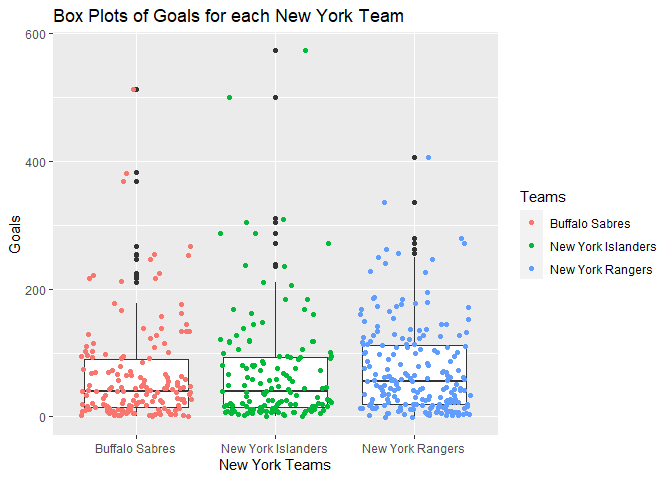 Box Plots of Goals for each New York Team
600
400
200
0
Goals
Buffalo Sabres
New York Islanders
New York Rangers
New York Teams
Teams
Buffalo Sabres
New York Islanders
New York Rangers